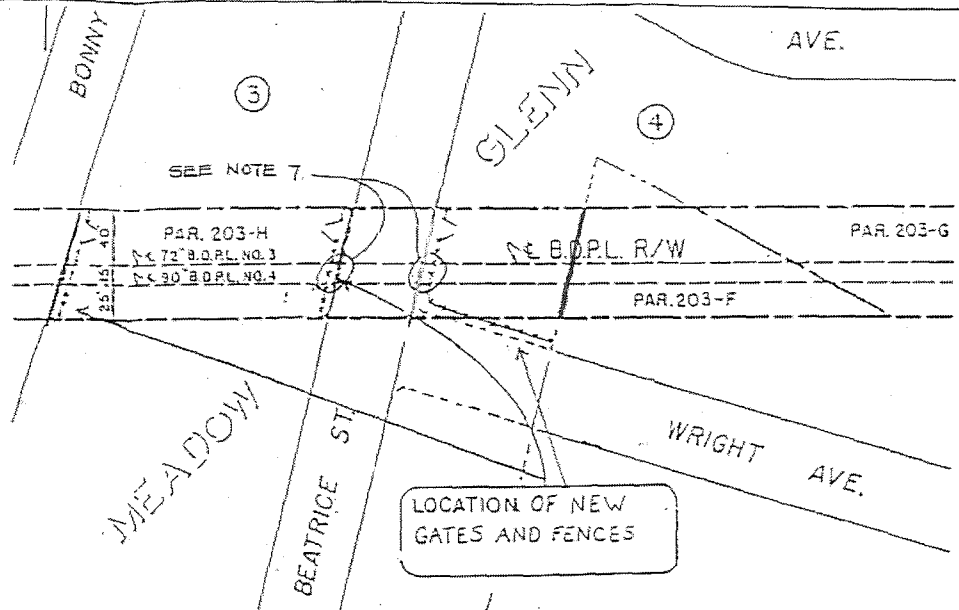 BONNY
AVE.
3
GLENN
4
SEE NOTE 7.
PAR. 203-H
PAR. 203-G
40'
15'
25'
℄ 72" B.D.P.L. NO. 3
℄ 90" B.D.P.L. NO. 4
℄ B.D.P.L. R/W
PAR. 203-F
MEADOW
BEATRICE ST.
WRIGHT AVE.
LOCATION OF NEW
GATES AND FENCES